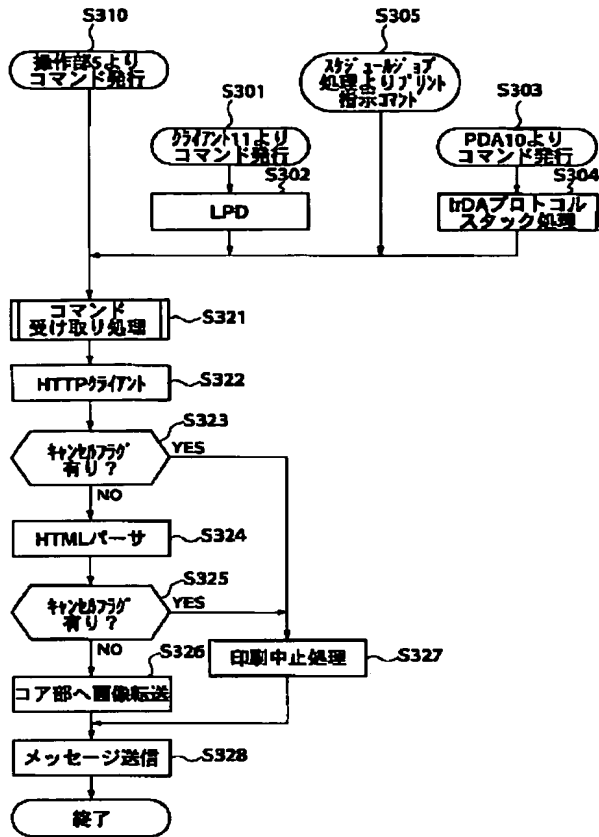 S310
操作部5より
コマンド発行
S305
スケジュールジョブ
処理よりプリント
指示コマンド
S301
クライアント11より
コマンド発行
S303
PDA10より
コマンド発行
S302
LPD
S304
IrDAプロトコル
スタック処理
コマンド
受け取り処理
S321
HTTPクライアント
S322
S323
キャンセルフラグ
有り？
YES
NO
HTMLパーサ
S324
S325
キャンセルフラグ
有り？
YES
NO
S326
コア部へ画像転送
印刷中止処理
S327
メッセージ送信
S328
終了